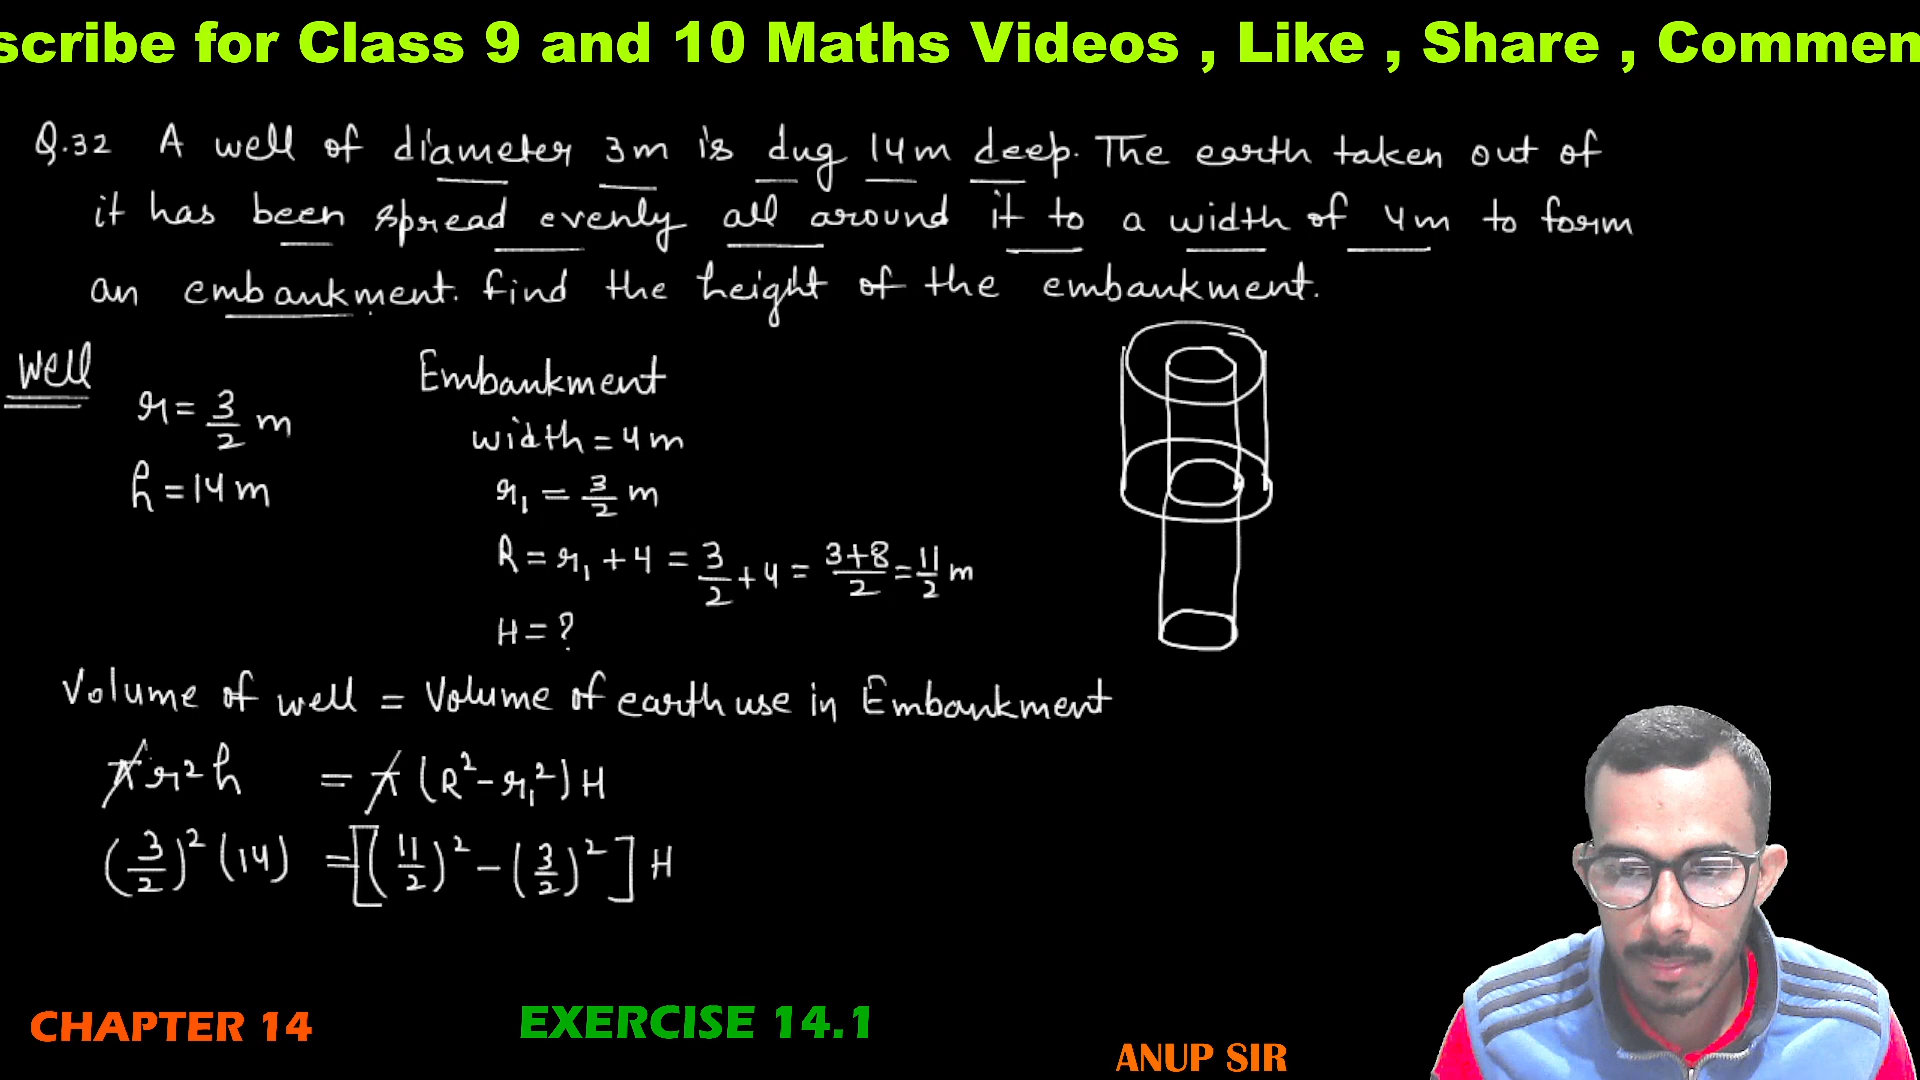 scribe for Class 9 and 10 Maths Videos , Like , Share , Commen
Q.32 A well of diameter 3m is dug 14m deep. The earth taken out of
it has been spread evenly all around it to a width of 4m to form
an embankment. find the height of the embankment.
Well
r = 3/2 m
h = 14 m
Embankment
width = 4 m
r₁ = 3/2 m
R = r₁ + 4 = 3/2 + 4 = (3+8)/2 = 11/2 m
H = ?
Volume of well = Volume of earth use in Embankment
πr²h = π(R² - r₁²)H
(3/2)² (14) = [(11/2)² - (3/2)²] H
CHAPTER 14
EXERCISE 14.1
ANUP SIR